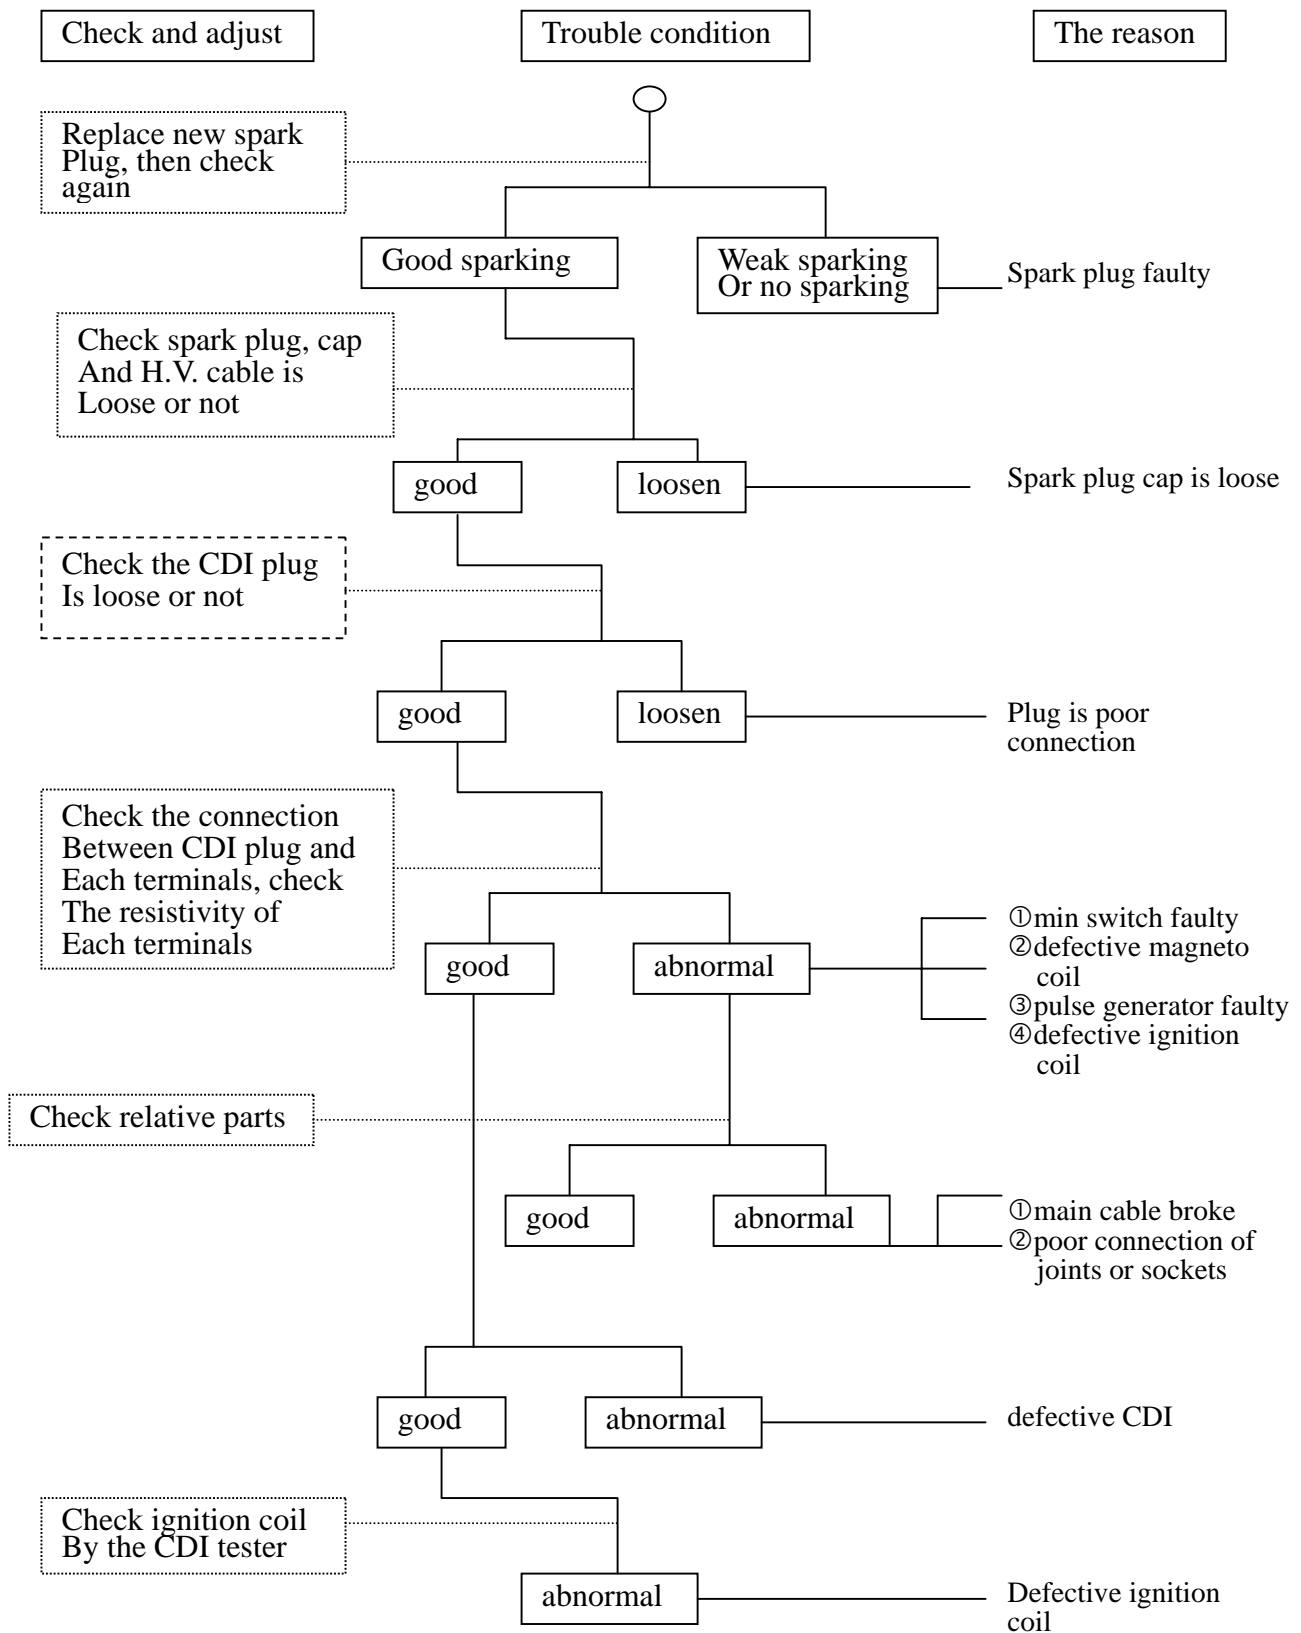 Check and adjust
Trouble condition
The reason
Replace new spark
Plug, then check
again
Good sparking
Weak sparking
Or no sparking
Spark plug faulty
Check spark plug, cap
And H.V. cable is
Loose or not
good
loosen
Spark plug cap is loose
Check the CDI plug
Is loose or not
good
loosen
Plug is poor
connection
Check the connection
Between CDI plug and
Each terminals, check
The resistivity of
Each terminals
good
abnormal
①min switch faulty
②defective magneto
coil
③pulse generator faulty
④defective ignition
coil
Check relative parts
good
abnormal
①main cable broke
②poor connection of
joints or sockets
good
abnormal
defective CDI
Check ignition coil
By the CDI tester
abnormal
Defective ignition
coil